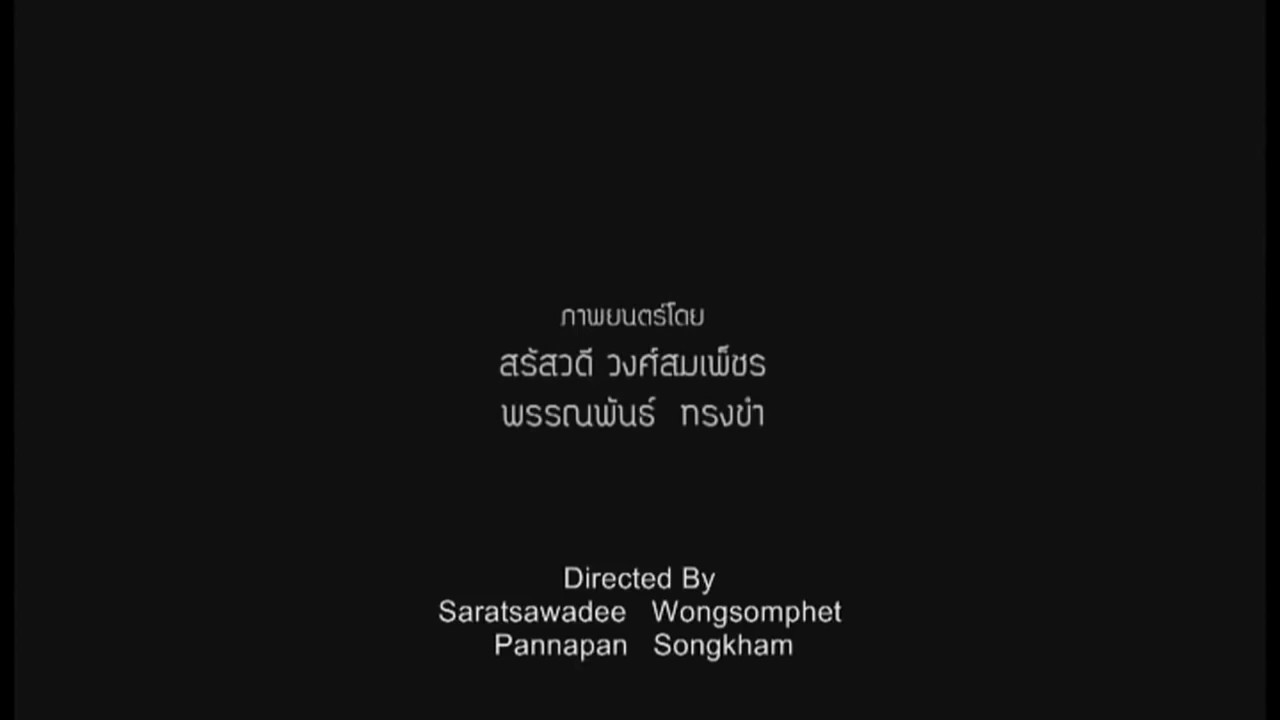 ภาพยนตร์โดย
สรัสวดี วงศ์สมเพ็ชร
พรรณพันธ์ ทรงขำ
Directed By
Saratsawadee Wongsomphet
Pannapan Songkham